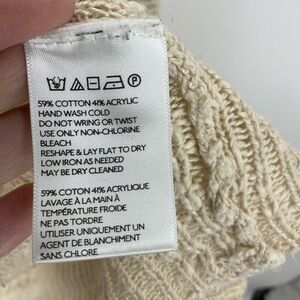 59% COTTON 41% ACRYLIC
HAND WASH COLD
DO NOT WRING OR TWIST
USE ONLY NON-CHLORINE
BLEACH
RESHAPE & LAY FLAT TO DRY
LOW IRON AS NEEDED
MAY BE DRY CLEANED
59% COTON 41% ACRYLIQUE
LAVAGE À LA MAIN À
TEMPÉRATURE FROIDE
NE PAS TORDRE
UTILISER UNIQUEMENT UN
AGENT DE BLANCHIMENT
SANS CHLORE